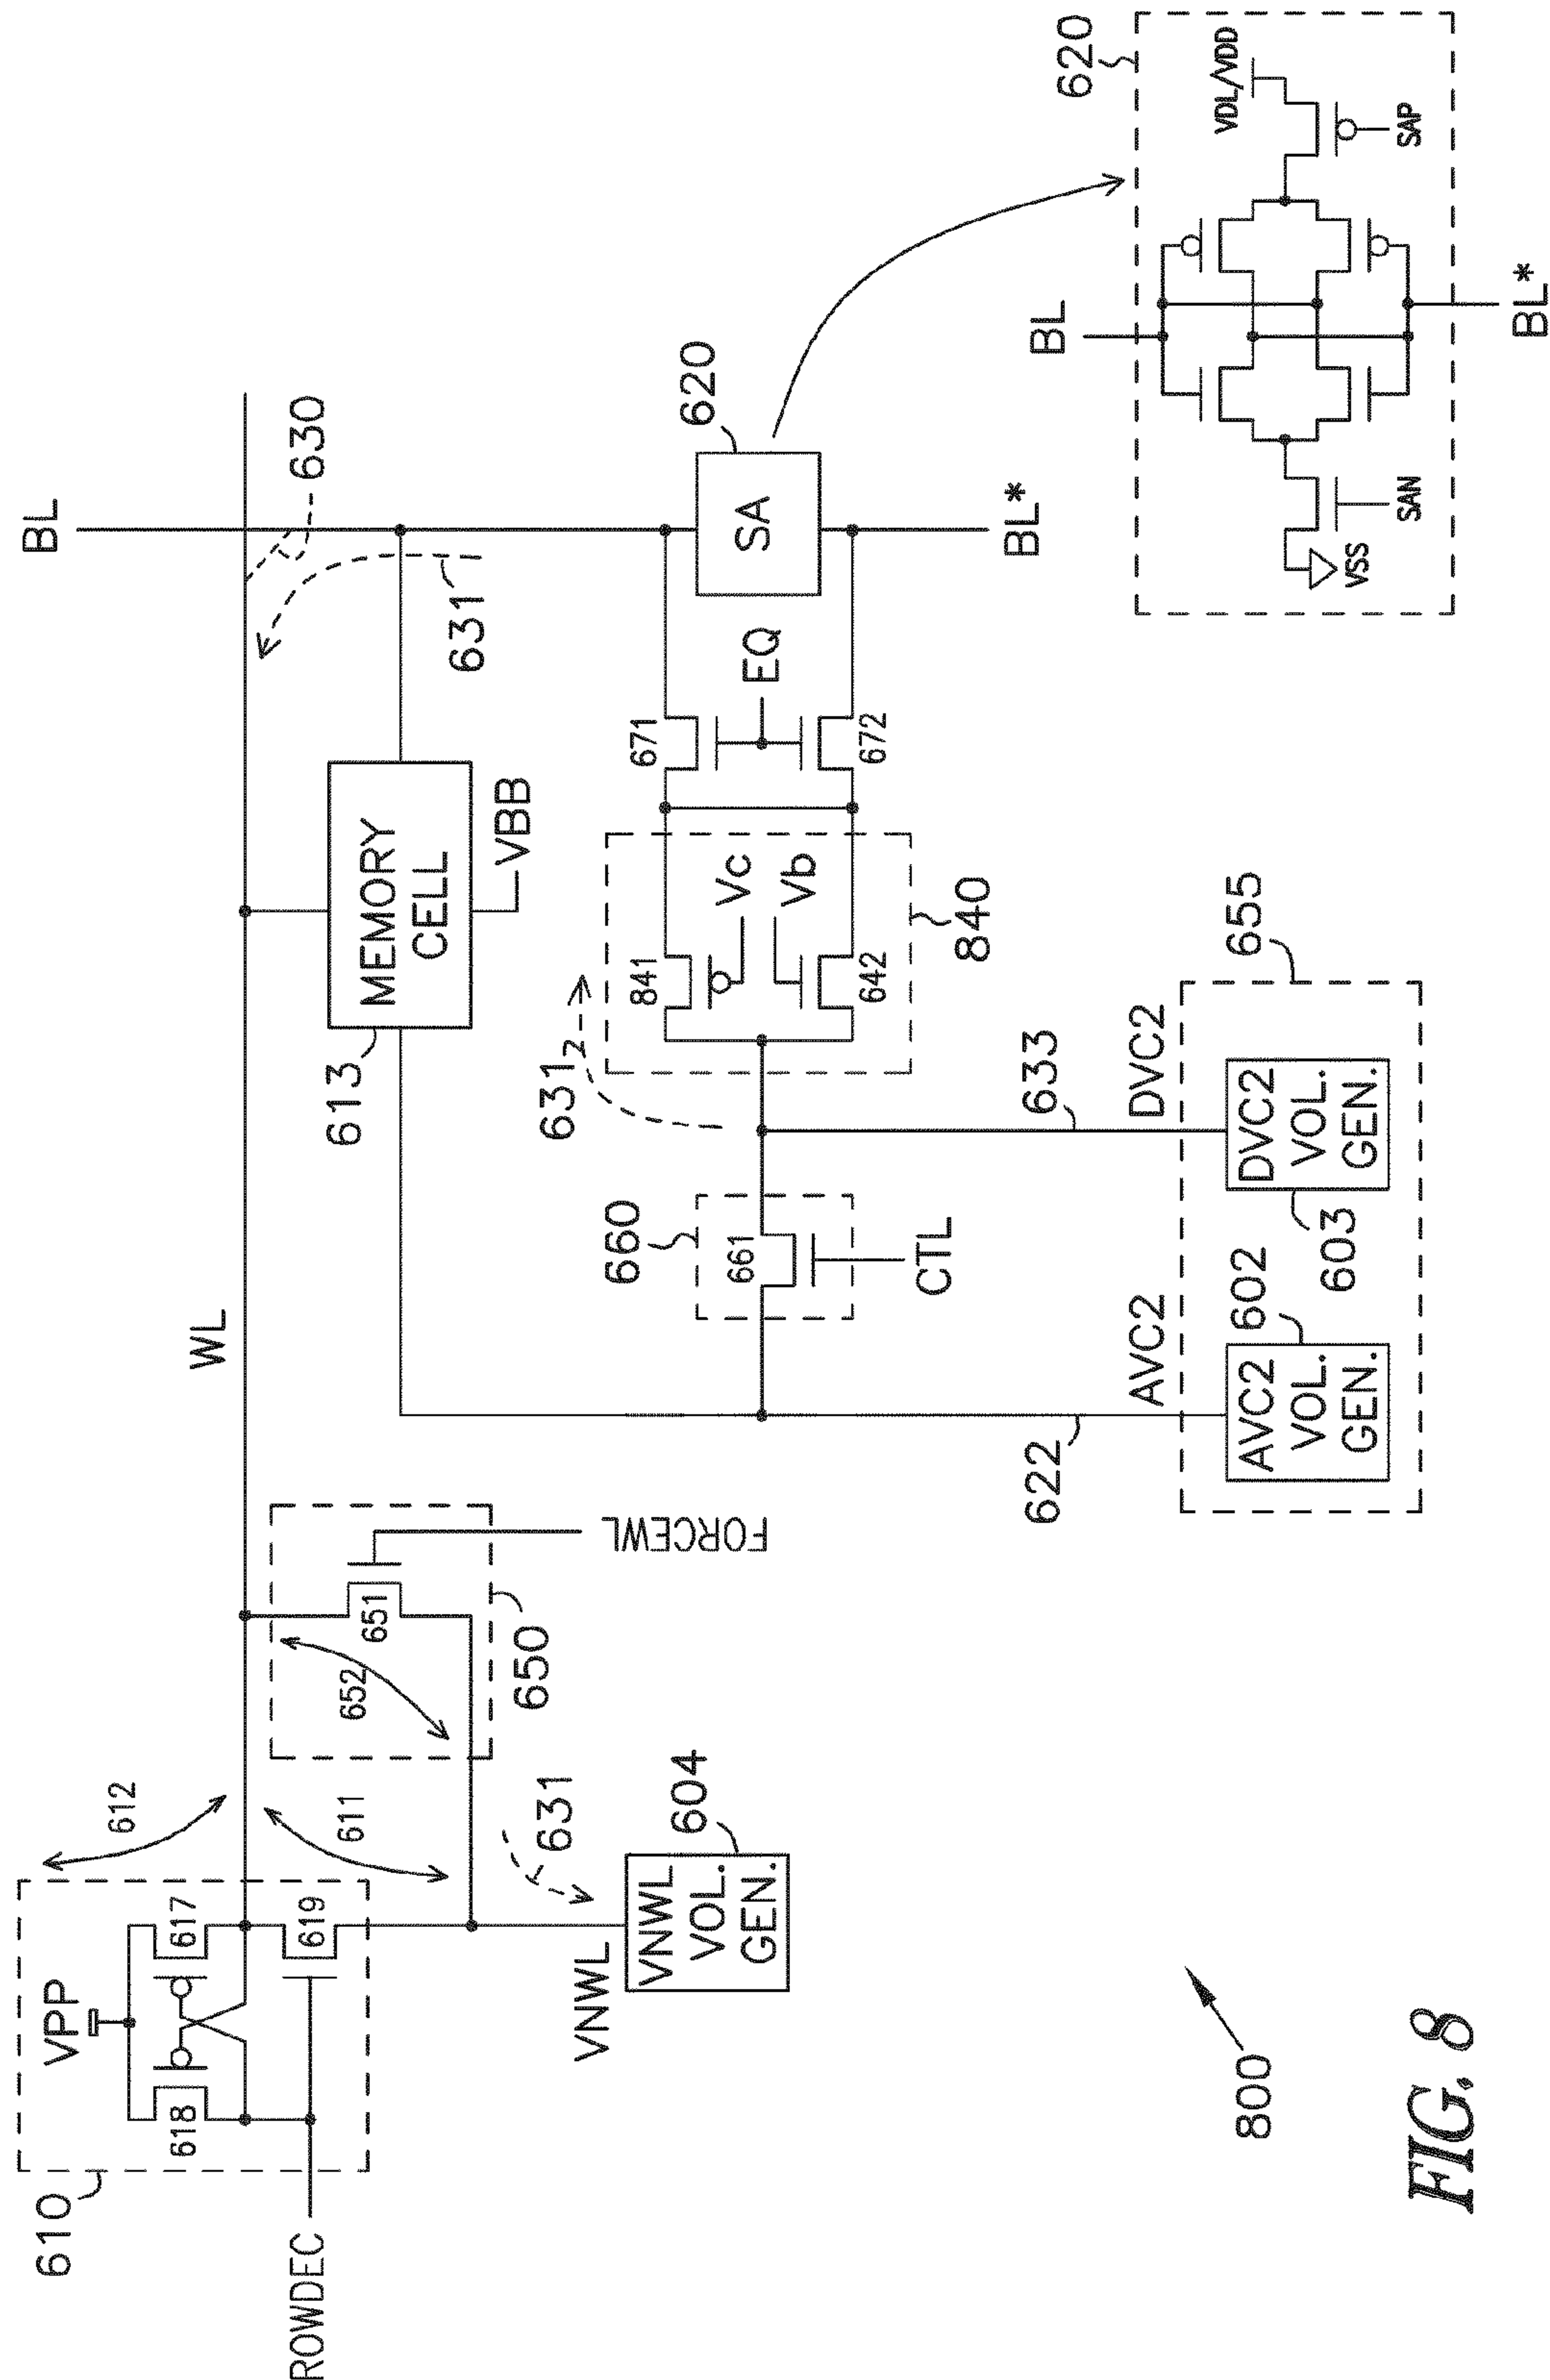 610
VPP
618
617
619
ROWDEC
612
611
VNWL
631
VNWL
VOL.
GEN.
604
652
651
650
FORCEWL
WL
613
MEMORY
CELL
VBB
BL
630
631
622
AVC2
AVC2
VOL.
GEN.
602
660
661
CTL
631
633
DVC2
DVC2
VOL.
GEN.
603
655
841
Vc
Vb
642
840
671
EQ
672
SA
620
BL*
620
BL
VDL/VDD
SAP
SAN
VSS
BL*
800
FIG. 8